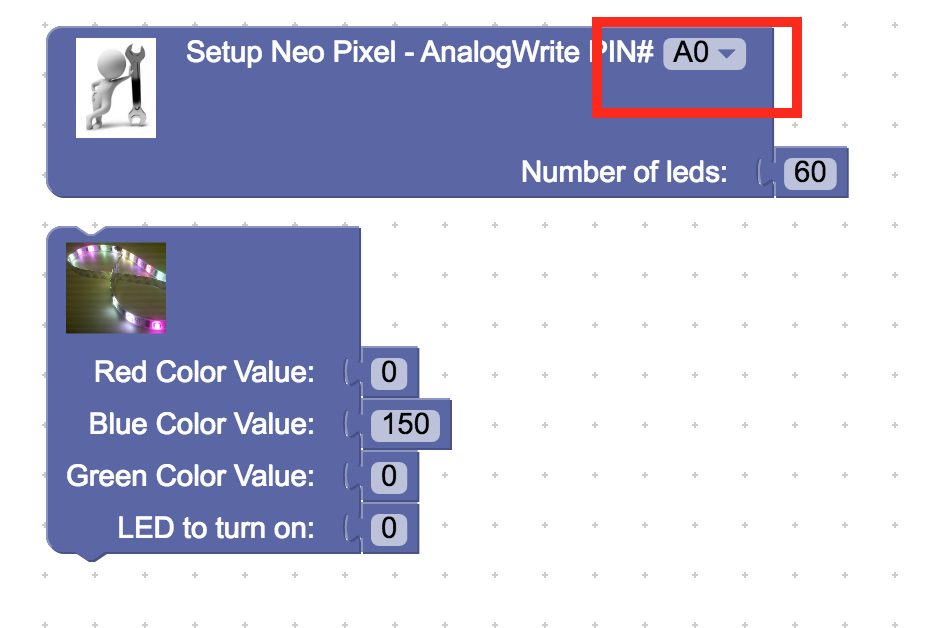 Setup Neo Pixel - AnalogWrite PIN# A0
Number of leds: 60
Red Color Value: 0
Blue Color Value: 150
Green Color Value: 0
LED to turn on: 0